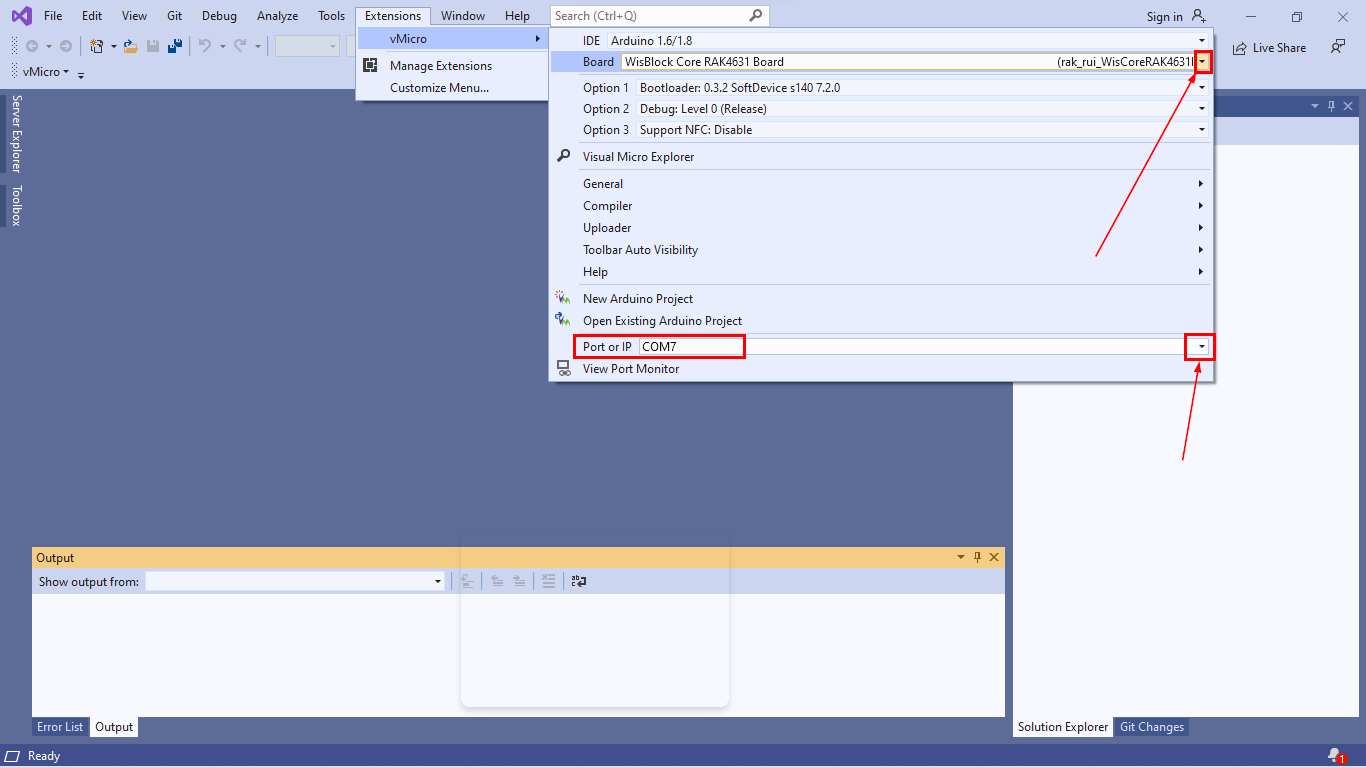 File Edit View Git Debug Analyze Tools Extensions Window Help Search (Ctrl+Q) Sign in
vMicro
IDE Arduino 1.6/1.8
Live Share
Board WisBlock Core RAK4631 Board (rak_rui_WisCoreRAK4631
Manage Extensions
vMicro
Customize Menu...
Option 1 Bootloader: 0.3.2 SoftDevice s140 7.2.0
Option 2 Debug: Level 0 (Release)
Option 3 Support NFC: Disable
Server Explorer
Toolbox
Visual Micro Explorer
General
Compiler
Uploader
Toolbar Auto Visibility
Help
New Arduino Project
Open Existing Arduino Project
Port or IP COM7
View Port Monitor
Output
Show output from:
Error List Output
Solution Explorer Git Changes
Ready
1